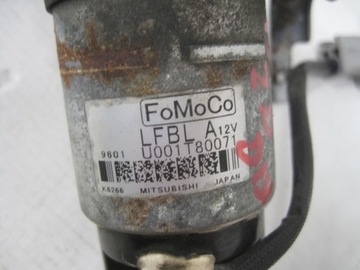 FoMoCo
LFBL A 12V
9601 U001T80071
K6266 MITSUBISHI JAPAN